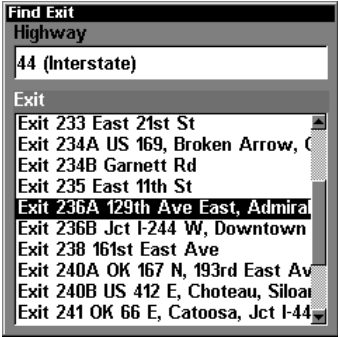 Find Exit
Highway
44 (Interstate)
Exit
Exit 233 East 21st St
Exit 234A US 169, Broken Arrow,
Exit 234B Garnett Rd
Exit 235 East 11th St
Exit 236A 129th Ave East, Admiral
Exit 236B Jct I-244 W, Downtown
Exit 238 161st East Ave
Exit 240A OK 167 N, 193rd East Av
Exit 240B US 412 E, Choteau, Siloa
Exit 241 OK 66 E, Catoosa, Jct I-44